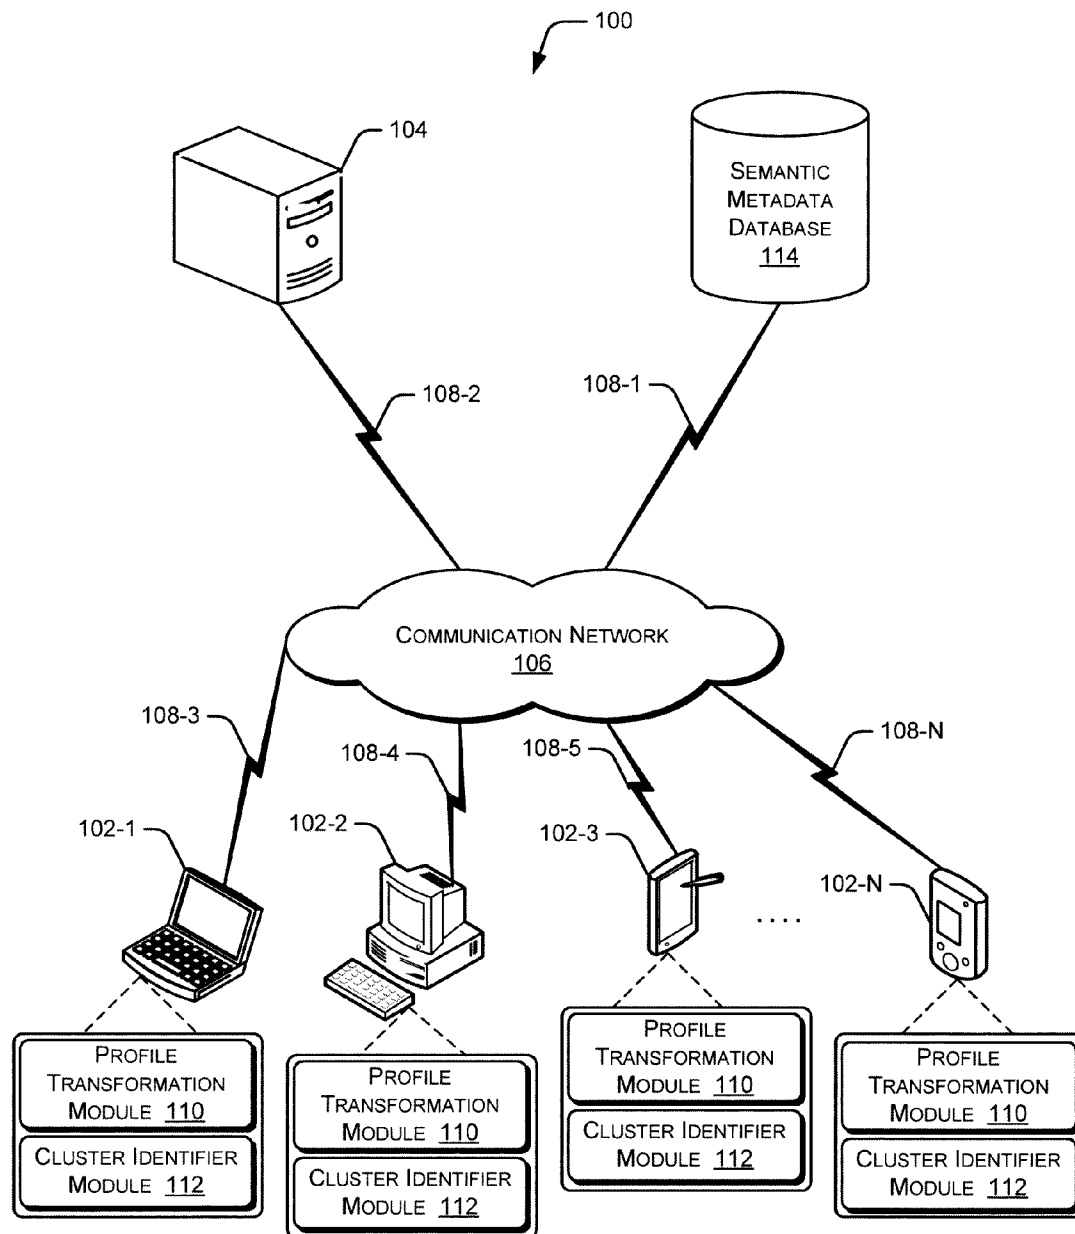 100
104
SEMANTIC
METADATA
DATABASE
114
108-2
108-1
COMMUNICATION NETWORK
106
108-3
108-4
108-5
108-N
102-1
102-2
102-3
102-N
....
PROFILE
TRANSFORMATION
MODULE 110
CLUSTER IDENTIFIER
MODULE 112
PROFILE
TRANSFORMATION
MODULE 110
CLUSTER IDENTIFIER
MODULE 112
PROFILE
TRANSFORMATION
MODULE 110
CLUSTER IDENTIFIER
MODULE 112
PROFILE
TRANSFORMATION
MODULE 110
CLUSTER IDENTIFIER
MODULE 112